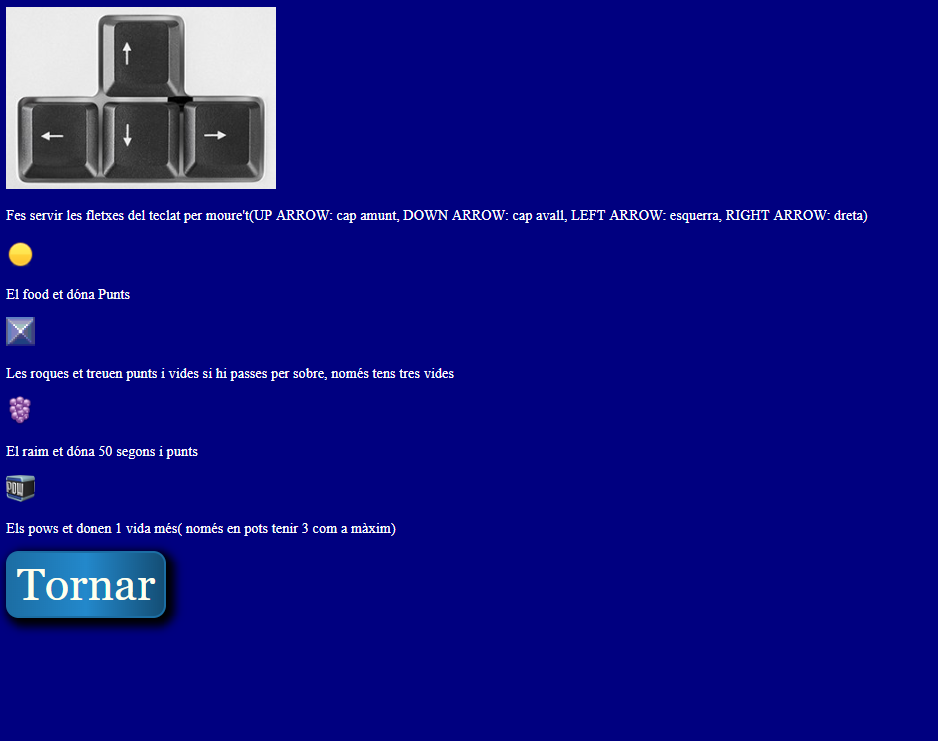 Fes servir les fletxes del teclat per moure't(UP ARROW: cap amunt, DOWN ARROW: cap avall, LEFT ARROW: esquerra, RIGHT ARROW: dreta)
El food et dóna Punts
Les roques et treuen punts i vides si hi passes per sobre, només tens tres vides
El raim et dóna 50 segons i punts
POW
Els pows et donen 1 vida més( només en pots tenir 3 com a màxim)
Tornar